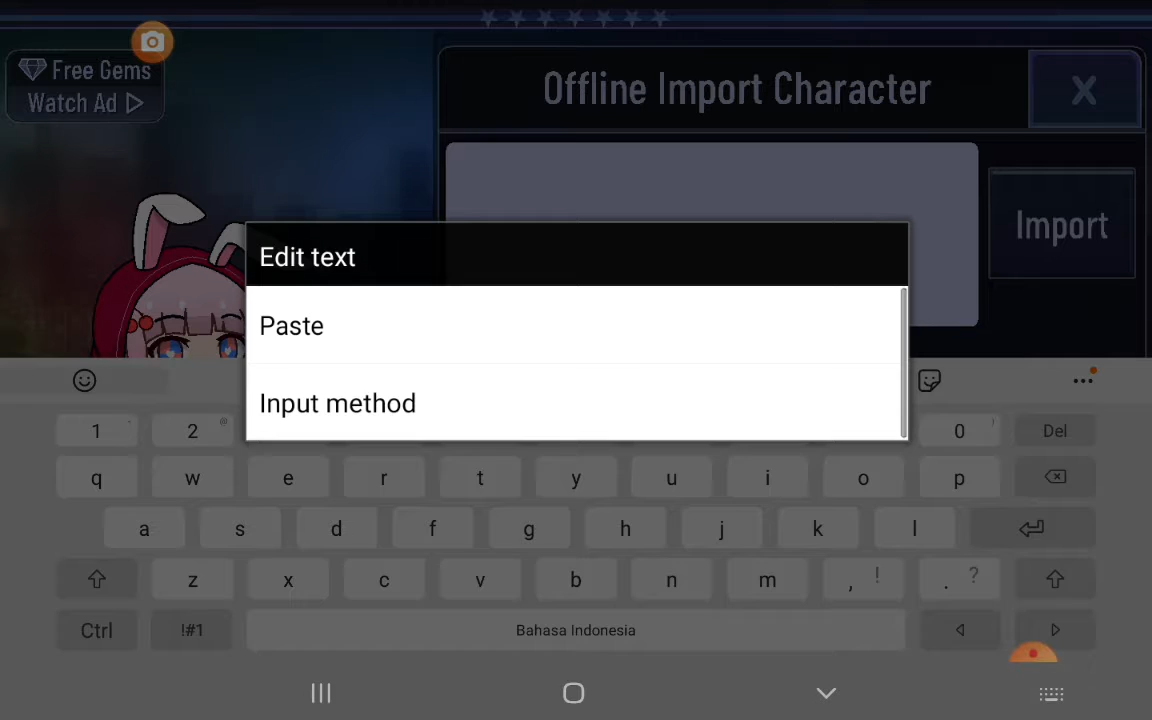 Free Gems
Watch Ad
Offline Import Character
X
Import
Edit text
Paste
Input method
1 2 0 Del
q w e r t y u i o p
a s d f g h j k l
z x c v b n m , ! . ?
Ctrl !#1 Bahasa Indonesia